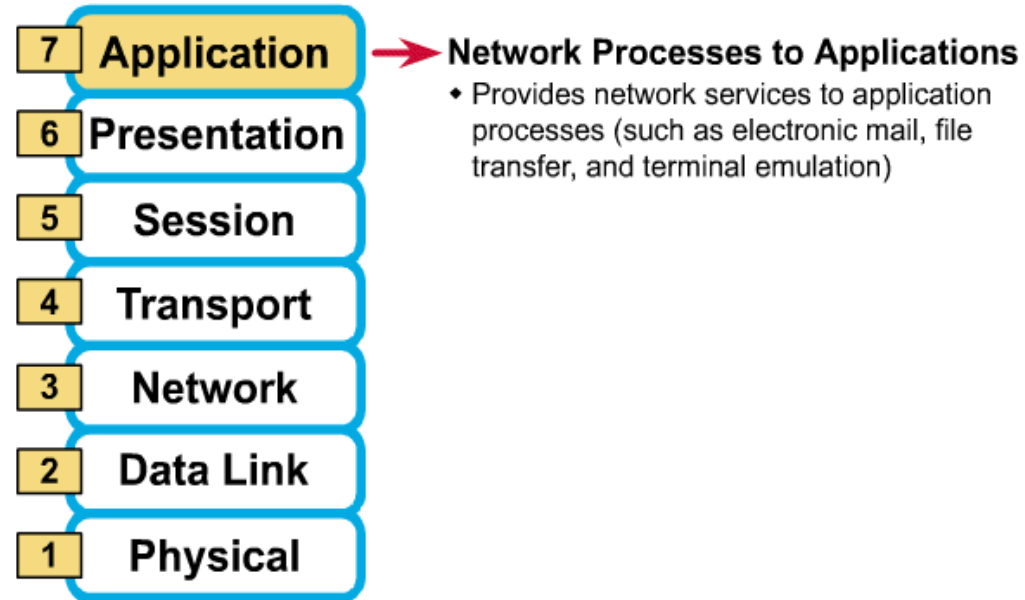 7 Application
Network Processes to Applications
◆ Provides network services to application
processes (such as electronic mail, file
transfer, and terminal emulation)
6 Presentation
5 Session
4 Transport
3 Network
2 Data Link
1 Physical